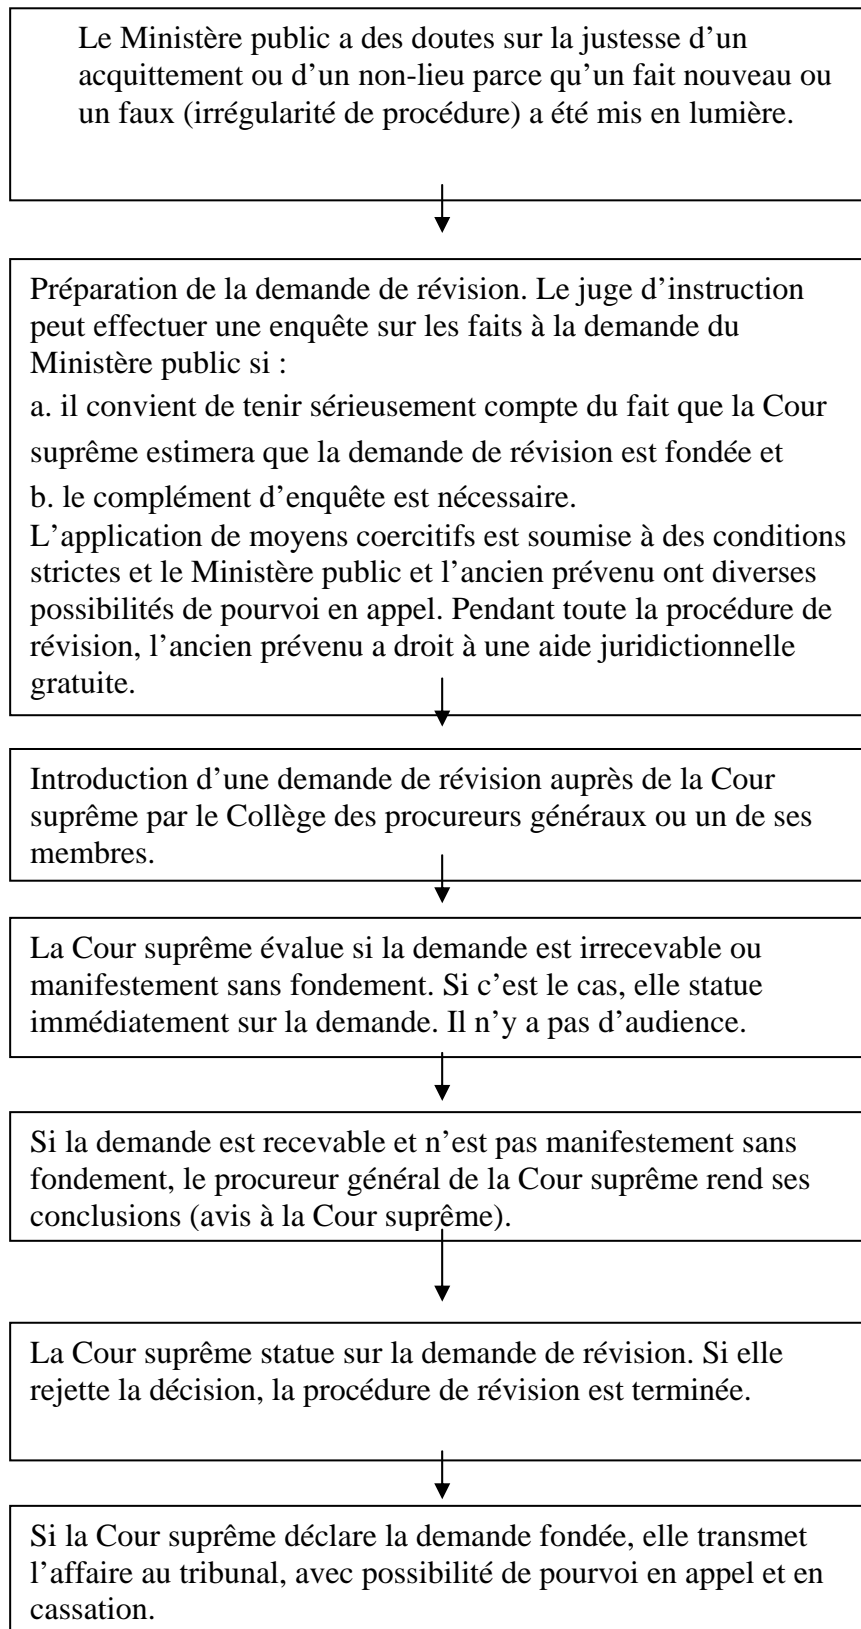 Le Ministère public a des doutes sur la justesse d’un
acquittement ou d’un non-lieu parce qu’un fait nouveau ou
un faux (irrégularité de procédure) a été mis en lumière.
Préparation de la demande de révision. Le juge d’instruction
peut effectuer une enquête sur les faits à la demande du
Ministère public si :
a. il convient de tenir sérieusement compte du fait que la Cour
suprême estimera que la demande de révision est fondée et
b. le complément d’enquête est nécessaire.
L’application de moyens coercitifs est soumise à des conditions
strictes et le Ministère public et l’ancien prévenu ont diverses
possibilités de pourvoi en appel. Pendant toute la procédure de
révision, l’ancien prévenu a droit à une aide juridictionnelle
gratuite.
Introduction d’une demande de révision auprès de la Cour
suprême par le Collège des procureurs généraux ou un de ses
membres.
La Cour suprême évalue si la demande est irrecevable ou
manifestement sans fondement. Si c’est le cas, elle statue
immédiatement sur la demande. Il n’y a pas d’audience.
Si la demande est recevable et n’est pas manifestement sans
fondement, le procureur général de la Cour suprême rend ses
conclusions (avis à la Cour suprême).
La Cour suprême statue sur la demande de révision. Si elle
rejette la décision, la procédure de révision est terminée.
Si la Cour suprême déclare la demande fondée, elle transmet
l’affaire au tribunal, avec possibilité de pourvoi en appel et en
cassation.